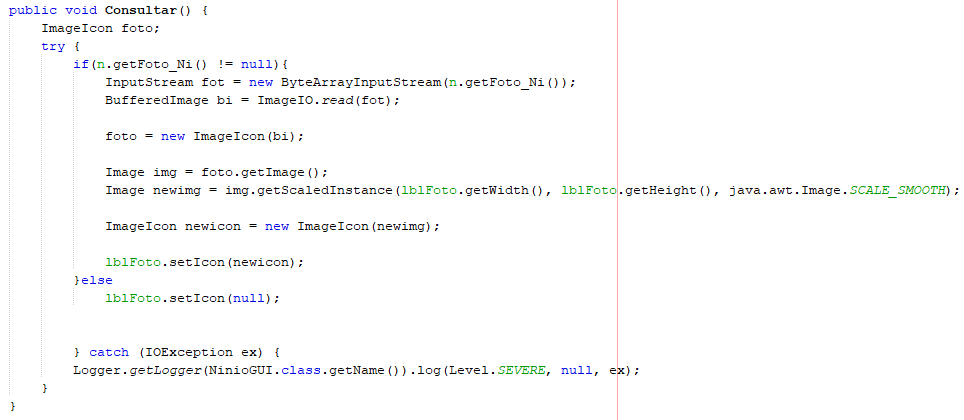 public void Consultar() {
    ImageIcon foto;
    try {
        if(n.getFoto_Ni() != null){
            InputStream fot = new ByteArrayInputStream(n.getFoto_Ni());
            BufferedImage bi = ImageIO.read(fot);
            foto = new ImageIcon(bi);
            Image img = foto.getImage();
            Image newimg = img.getScaledInstance(lblFoto.getWidth(), lblFoto.getHeight(), java.awt.Image.SCALE_SMOOTH);
            ImageIcon newicon = new ImageIcon(newimg);
            lblFoto.setIcon(newicon);
        }else
            lblFoto.setIcon(null);
        } catch (IOException ex) {
        Logger.getLogger(NinioGUI.class.getName()).log(Level.SEVERE, null, ex);
    }
}